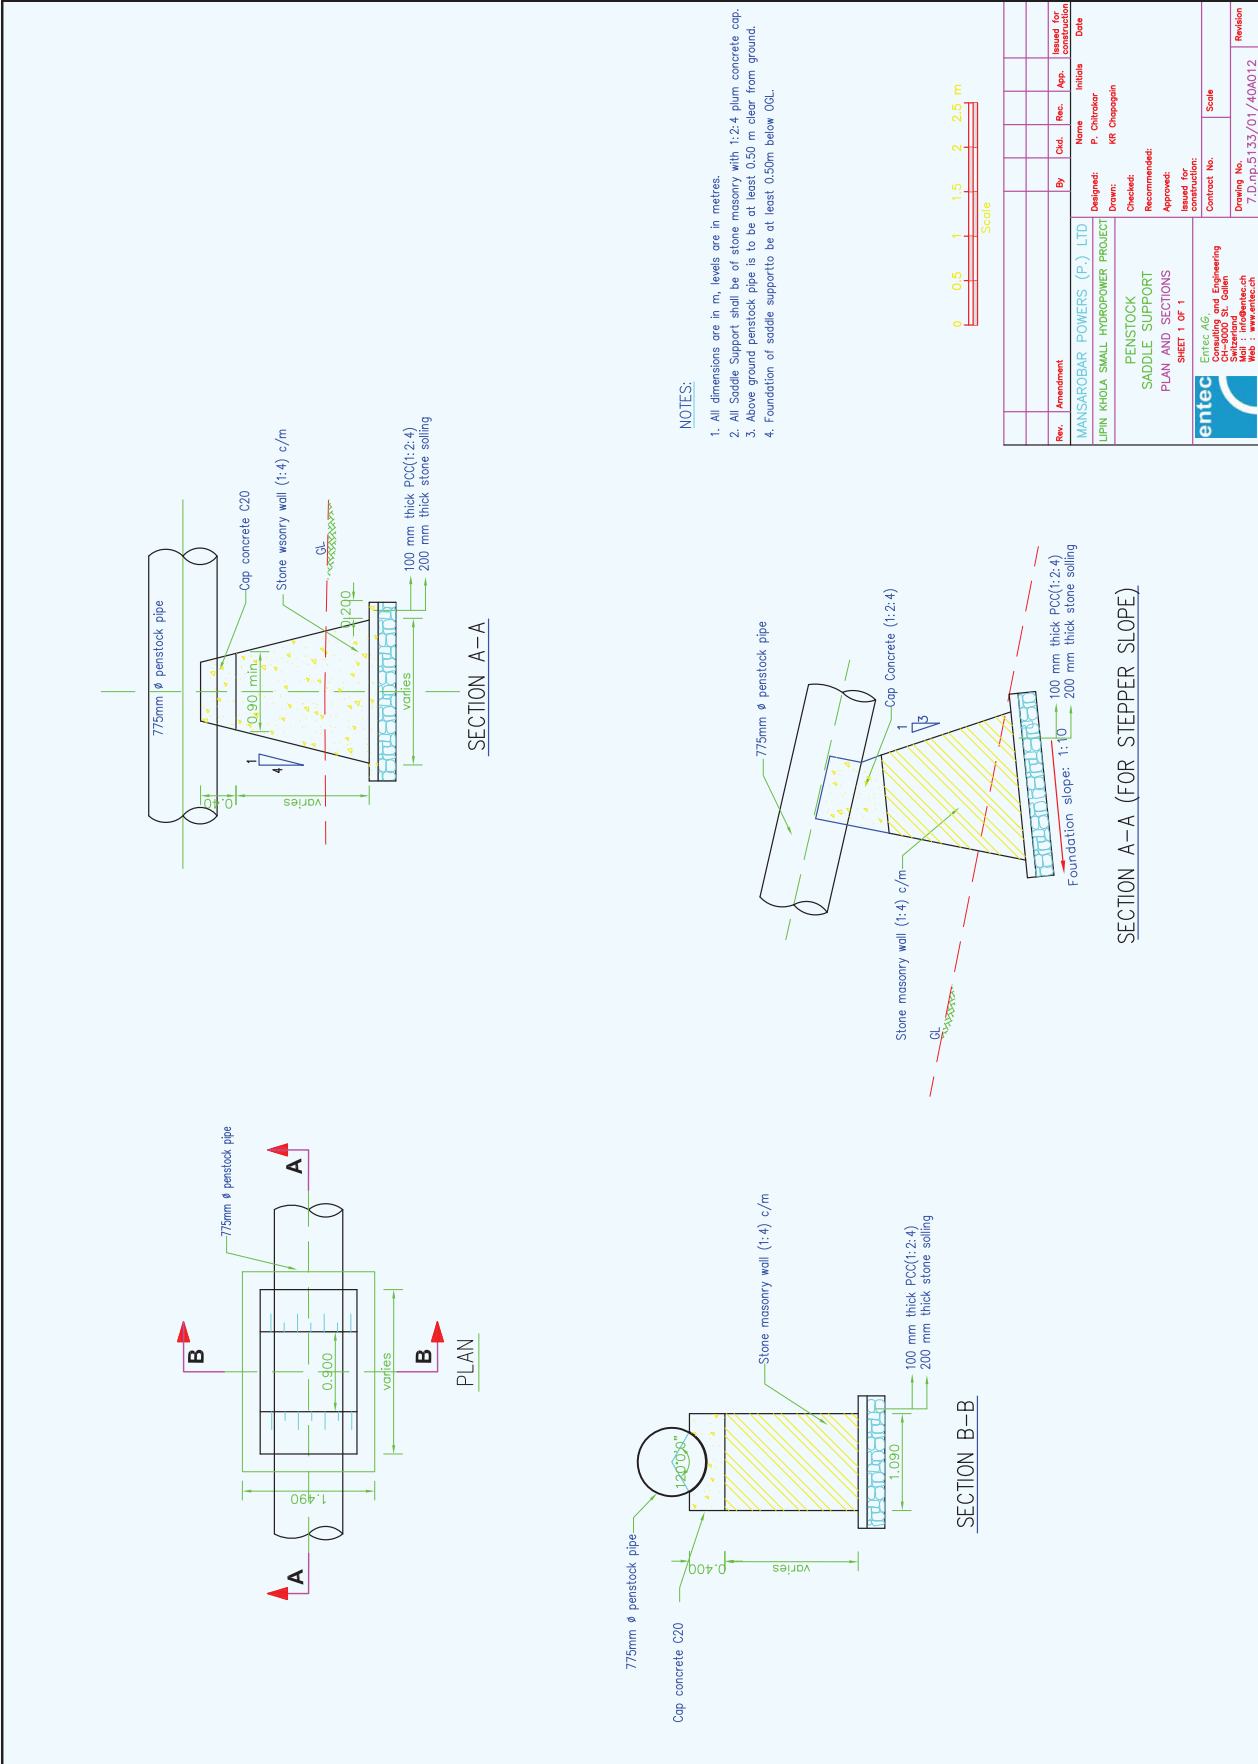 775mm ø penstock pipe
B
B
A
A
0.900
varies
1.490
PLAN
775mm ø penstock pipe
Cap concrete C20
Stone wsonry wall (1:4) c/m
GL
0.90 min
0.200
0.40
varies
varies
1
4
100 mm thick PCC(1:2:4)
200 mm thick stone solling
SECTION A-A
775mm ø penstock pipe
Cap concrete C20
120°0'0"
0.400
varies
1.090
Stone masonry wall (1:4) c/m
100 mm thick PCC(1:2:4)
200 mm thick stone solling
SECTION B-B
775mm ø penstock pipe
Cap Concrete (1:2:4)
1
3
Stone masonry wall (1:4) c/m
GL
100 mm thick PCC(1:2:4)
200 mm thick stone solling
Foundation slope: 1:10
SECTION A-A (FOR STEPPER SLOPE)
NOTES:
1. All dimensions are in m, levels are in metres.
2. All Saddle Support shall be of stone masonry with 1:2:4 plum concrete cap.
3. Above ground penstock pipe is to be at least 0.50 m clear from ground.
4. Foundation of saddle supportto be at least 0.50m below OGL.
0 0.5 1 1.5 2 2.5 m
Scale
Rev. Amendment By Ckd. Rec. App. Issued for construction
MANSAROBAR POWERS (P.) LTD
LIPIN KHOLA SMALL HYDROPOWER PROJECT
PENSTOCK
SADDLE SUPPORT
PLAN AND SECTIONS
SHEET 1 OF 1
Name Initials Date
Designed: P. Chitrakar
Drawn: KR Chapagain
Checked:
Recommended:
Approved:
Issued for construction:
entec
Entec AG,
Consulting and Engineering
CH-9000 St. Gallen
Switzerland
Mail : info@entec.ch
Web : www.entec.ch
Contract No. Scale
Drawing No. Revision
7.D.np.5133/01/40A012